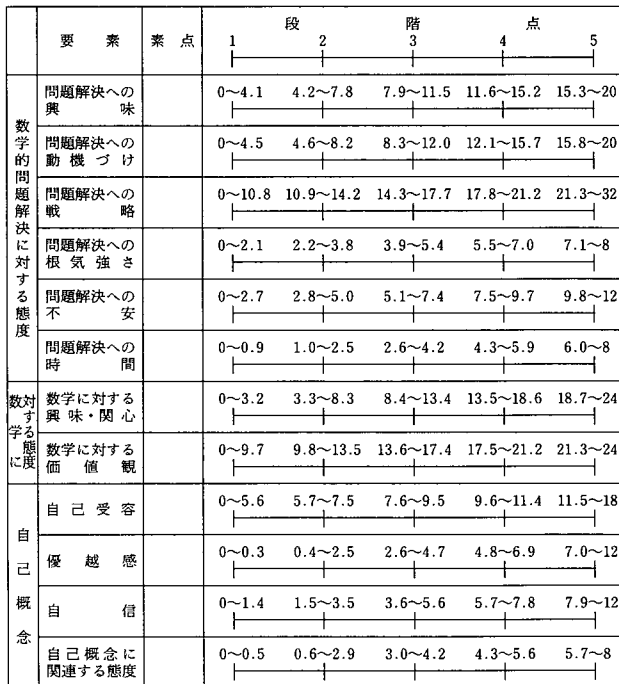 段 階 点
要 素 素 点 1 2 3 4 5
数学的問題解決に対する態度
問題解決への
興 味
0〜4.1 4.2〜7.8 7.9〜11.5 11.6〜15.2 15.3〜20
問題解決への
動機づけ
0〜4.5 4.6〜8.2 8.3〜12.0 12.1〜15.7 15.8〜20
問題解決への
戦 略
0〜10.8 10.9〜14.2 14.3〜17.7 17.8〜21.2 21.3〜32
問題解決への
根気強さ
0〜2.1 2.2〜3.8 3.9〜5.4 5.5〜7.0 7.1〜8
問題解決への
不 安
0〜2.7 2.8〜5.0 5.1〜7.4 7.5〜9.7 9.8〜12
問題解決への
時 間
0〜0.9 1.0〜2.5 2.6〜4.2 4.3〜5.9 6.0〜8
数学に
対する態度
数学に対する
興味・関心
0〜3.2 3.3〜8.3 8.4〜13.4 13.5〜18.6 18.7〜24
数学に対する
価 値 観
0〜9.7 9.8〜13.5 13.6〜17.4 17.5〜21.2 21.3〜24
自己概念
自己受容
0〜5.6 5.7〜7.5 7.6〜9.5 9.6〜11.4 11.5〜18
優 越 感
0〜0.3 0.4〜2.5 2.6〜4.7 4.8〜6.9 7.0〜12
自 信
0〜1.4 1.5〜3.5 3.6〜5.6 5.7〜7.8 7.9〜12
自己概念に
関連する態度
0〜0.5 0.6〜2.9 3.0〜4.2 4.3〜5.6 5.7〜8